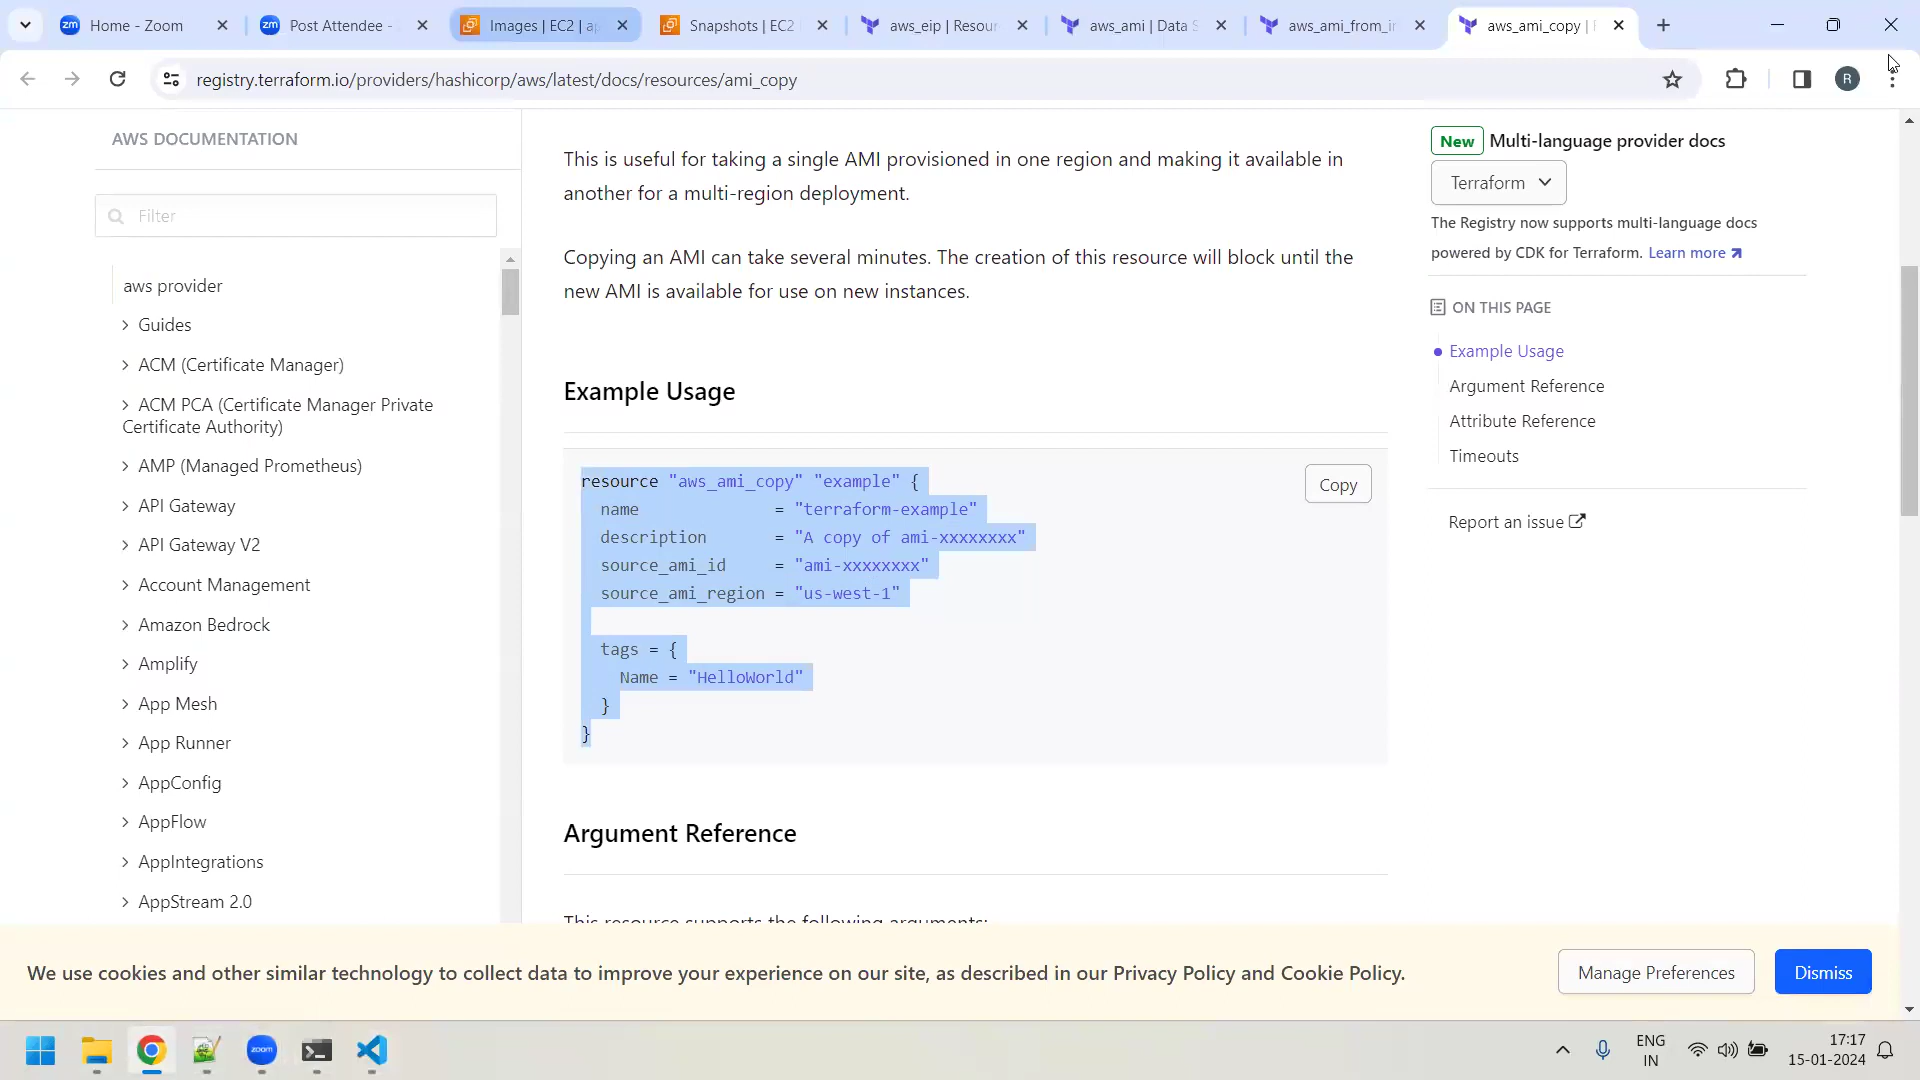 Home - Zoom
Post Attendee -
Images | EC2 | ap
Snapshots | EC2
aws_eip | Resour
aws_ami | Data S
aws_ami_from_in
aws_ami_copy |
registry.terraform.io/providers/hashicorp/aws/latest/docs/resources/ami_copy
R
AWS DOCUMENTATION
Filter
aws provider
Guides
ACM (Certificate Manager)
ACM PCA (Certificate Manager Private
Certificate Authority)
AMP (Managed Prometheus)
API Gateway
API Gateway V2
Account Management
Amazon Bedrock
Amplify
App Mesh
App Runner
AppConfig
AppFlow
AppIntegrations
AppStream 2.0
This is useful for taking a single AMI provisioned in one region and making it available in
another for a multi-region deployment.
Copying an AMI can take several minutes. The creation of this resource will block until the
new AMI is available for use on new instances.
Example Usage
Copy
resource "aws_ami_copy" "example" {
name = "terraform-example"
description = "A copy of ami-xxxxxxxx"
source_ami_id = "ami-xxxxxxxx"
source_ami_region = "us-west-1"
tags = {
Name = "HelloWorld"
}
}
Argument Reference
This resource supports the following arguments:
New Multi-language provider docs
Terraform
The Registry now supports multi-language docs
powered by CDK for Terraform. Learn more
ON THIS PAGE
Example Usage
Argument Reference
Attribute Reference
Timeouts
Report an issue
We use cookies and other similar technology to collect data to improve your experience on our site, as described in our Privacy Policy and Cookie Policy.
Manage Preferences
Dismiss
zoom
ENG
IN
17:17
15-01-2024